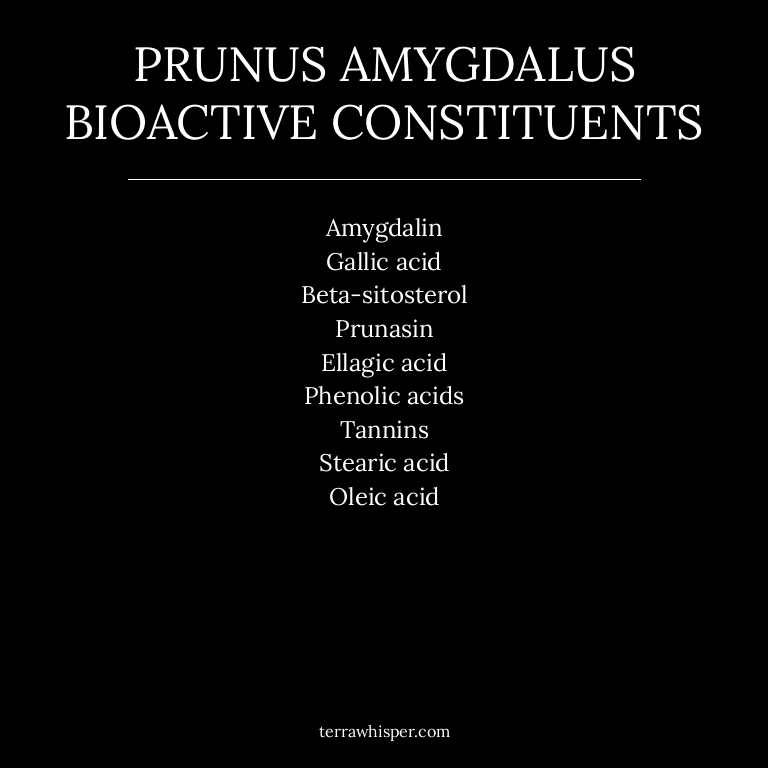 PRUNUS AMYGDALUS
BIOACTIVE CONSTITUENTS
Amygdalin
Gallic acid
Beta-sitosterol
Prunasin
Ellagic acid
Phenolic acids
Tannins
Stearic acid
Oleic acid
terrawhisper.com